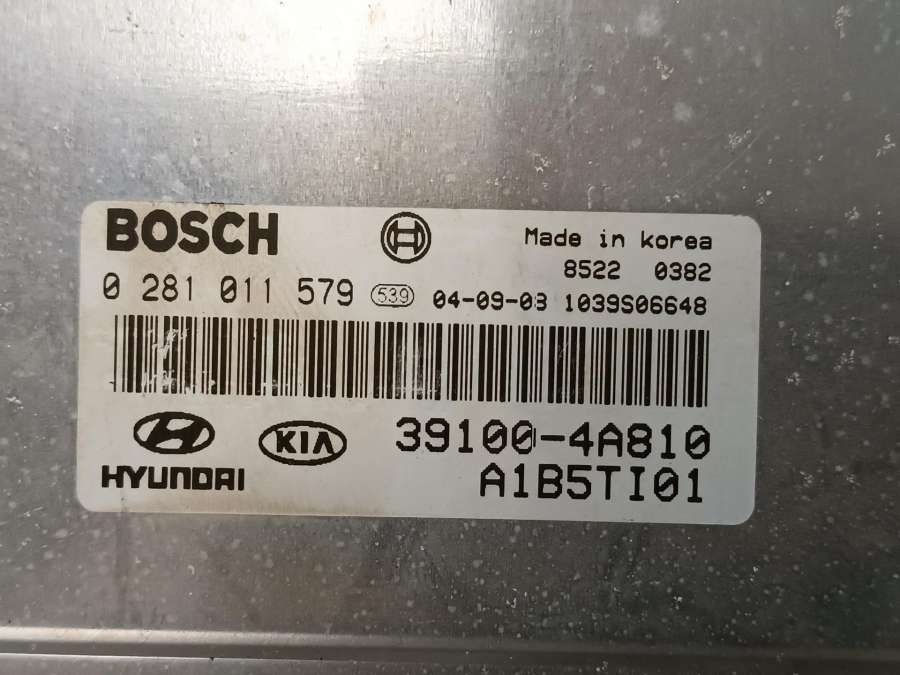 BOSCH
Made in korea
8522 0382
0 281 011 579 539 04-09-03 1039S06648
HYUNDAI
KIA
39100-4A810
A1B5TI01